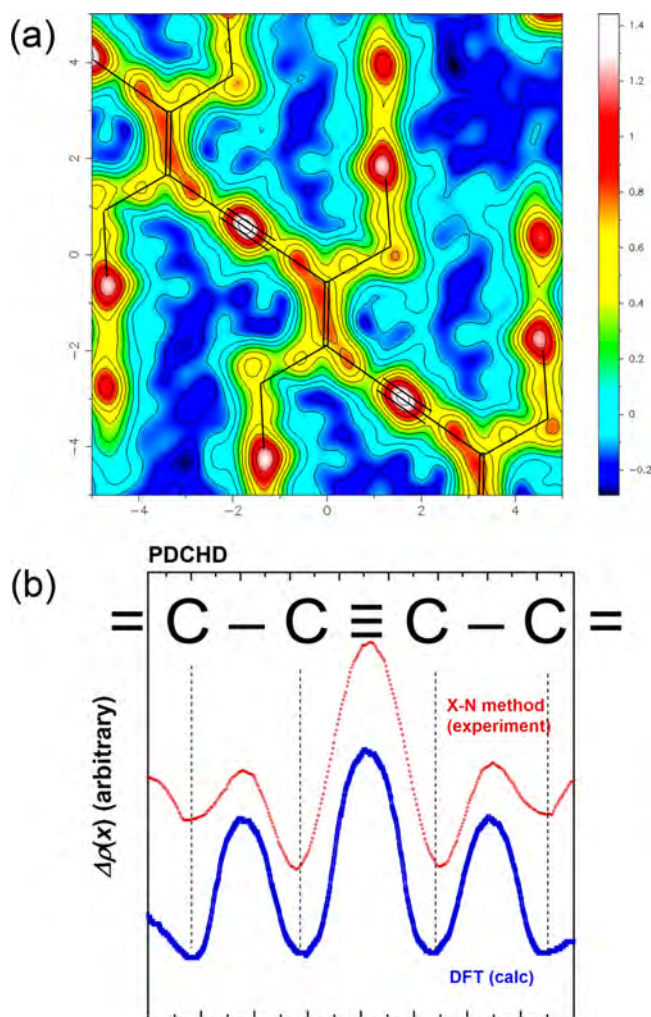 (a)
4
2
0
−2
−4
−4
−2
0
2
4
1.4
1.2
1
0.8
0.6
0.4
0.2
0
−0.2
(b)
PDCHD
= C – C ≡ C – C =
X-N method
(experiment)
Δρ(x) (arbitrary)
DFT (calc)